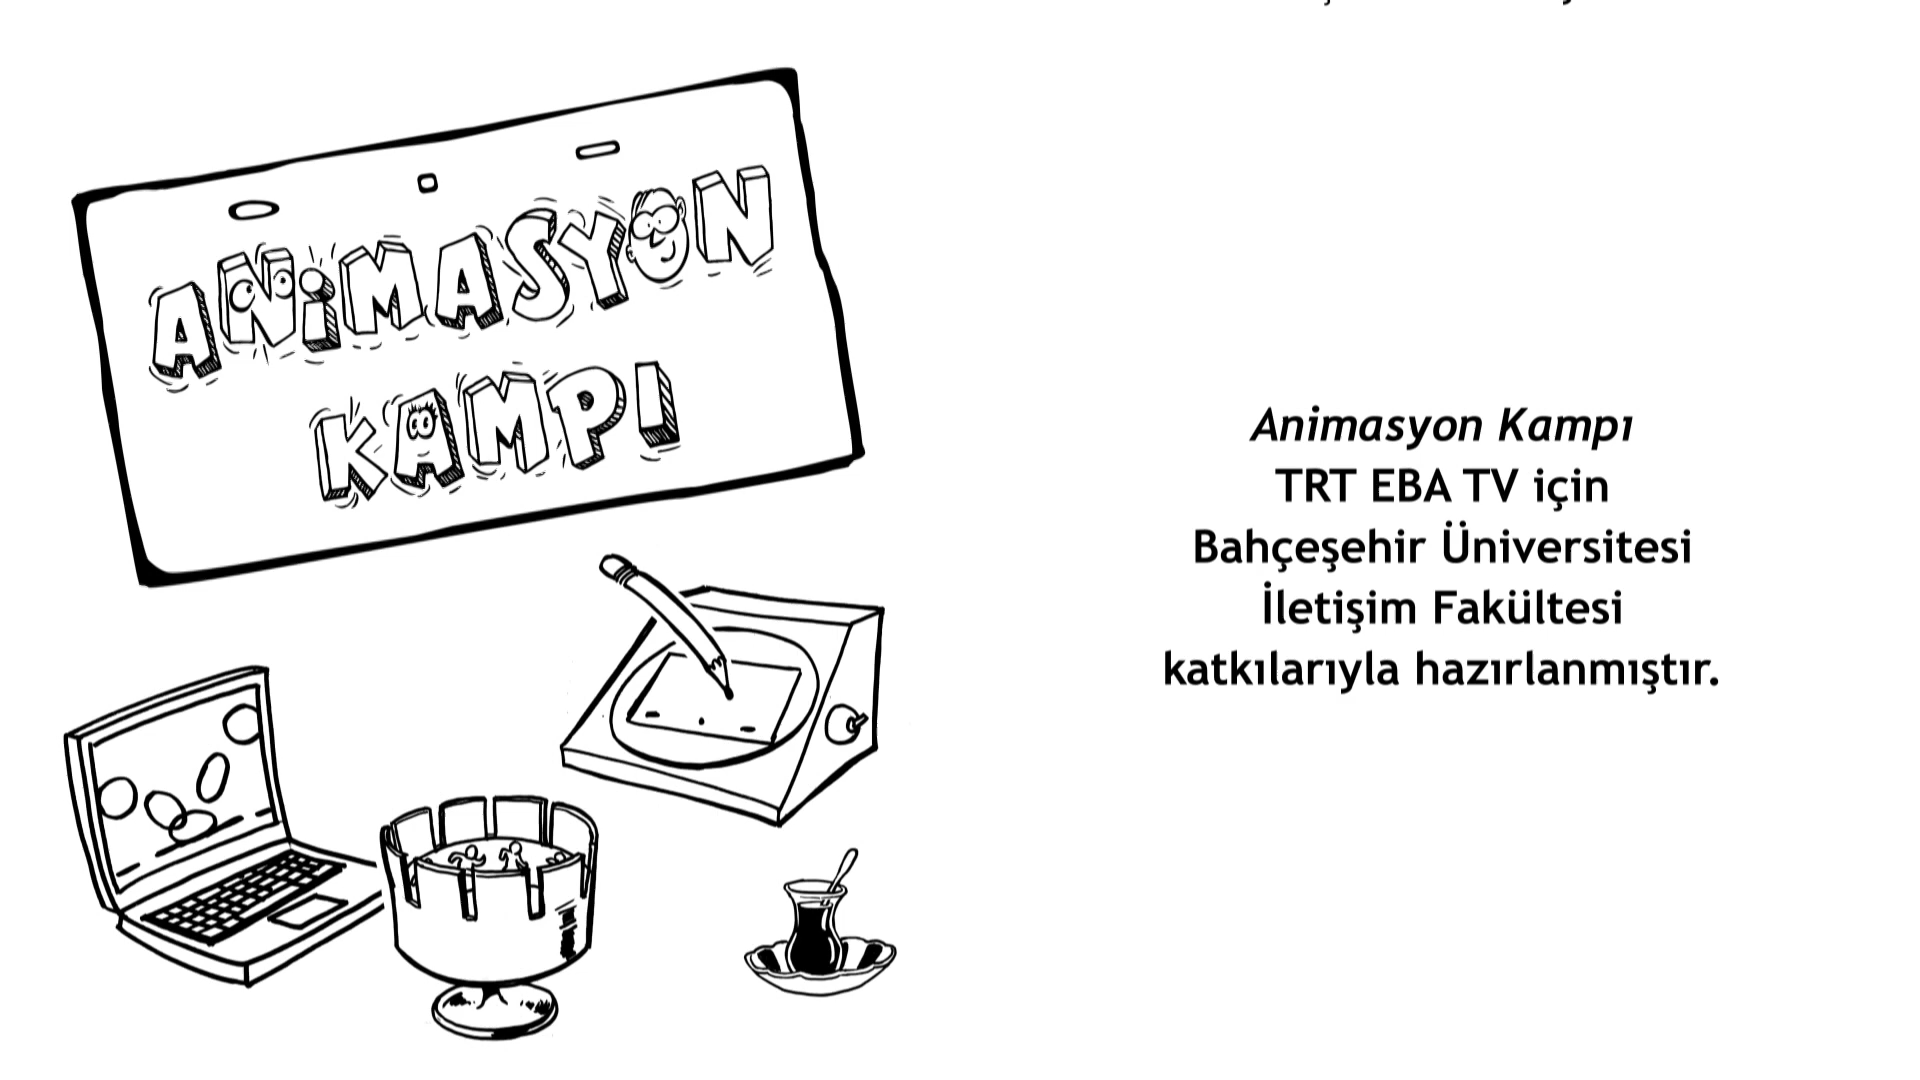 ANiMASYON
KAMPI
Animasyon Kampı
TRT EBA TV için
Bahçeşehir Üniversitesi
İletişim Fakültesi
katkılarıyla hazırlanmıştır.